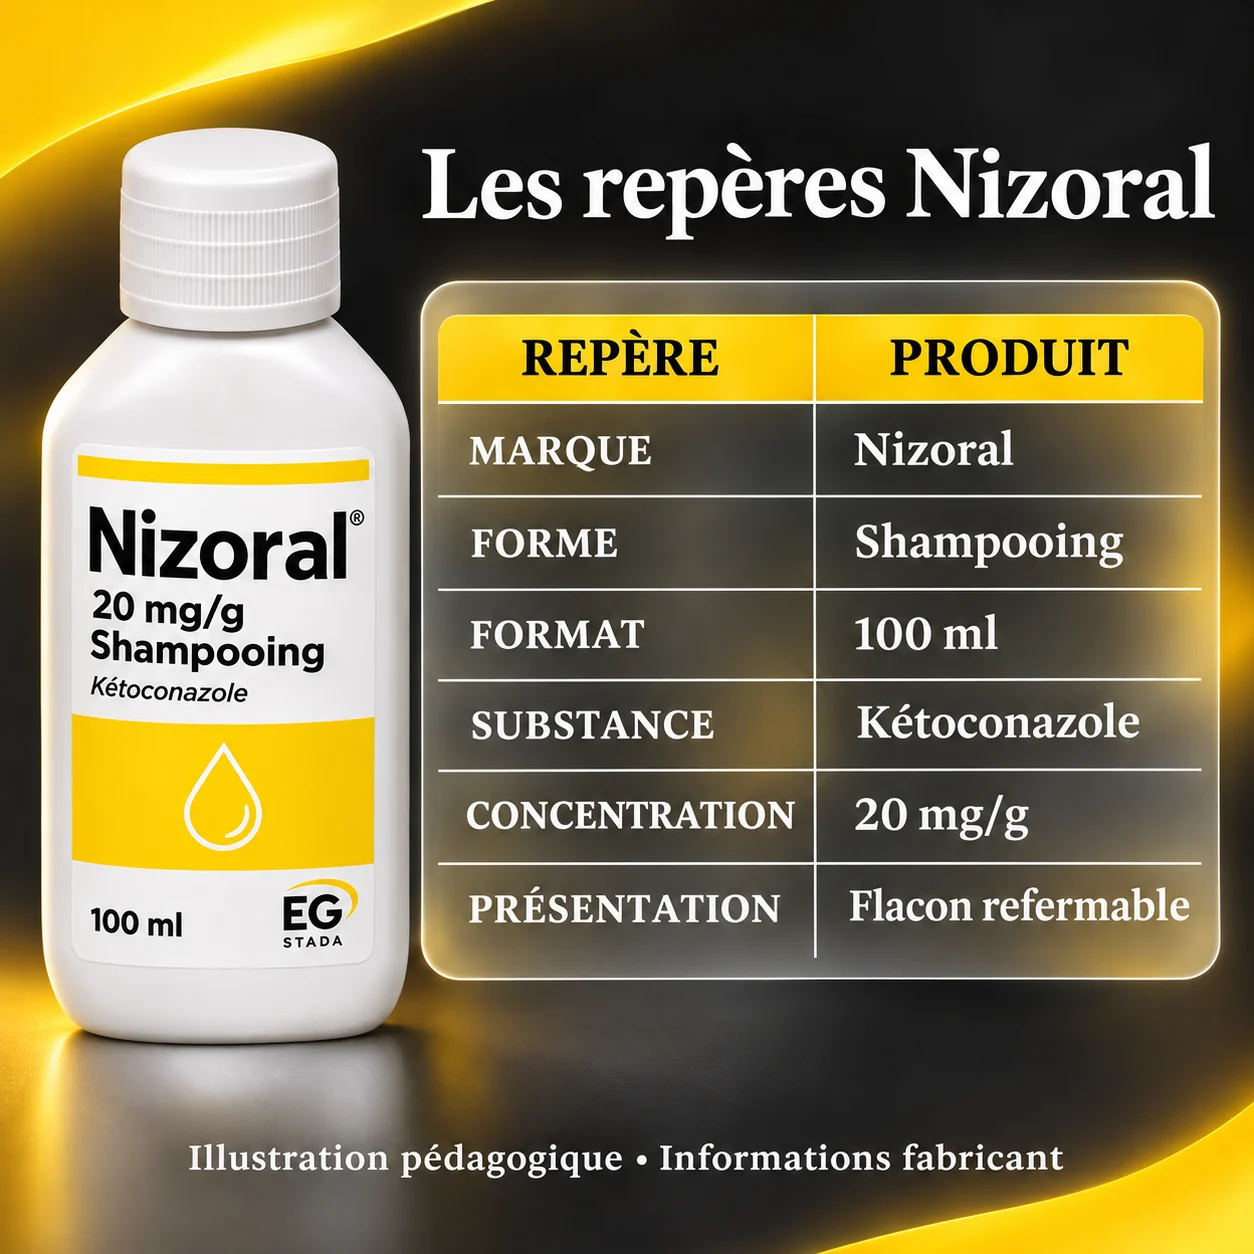 Les repères Nizoral
REPÈRE PRODUIT
MARQUE Nizoral
FORME Shampooing
FORMAT 100 ml
SUBSTANCE Kétoconazole
CONCENTRATION 20 mg/g
PRÉSENTATION Flacon refermable
Nizoral®
20 mg/g
Shampooing
Kétoconazole
100 ml
EG
STADA
Illustration pédagogique • Informations fabricant